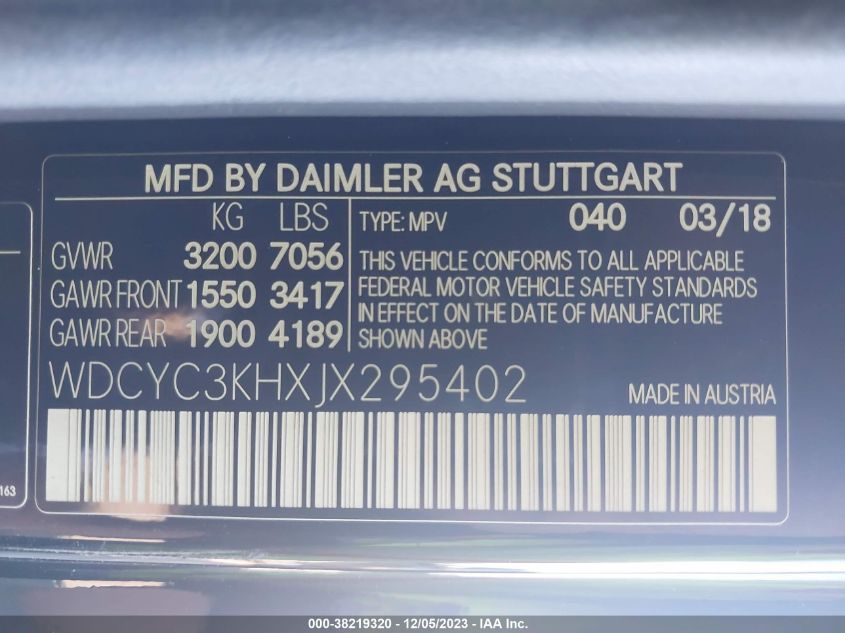 MFD BY DAIMLER AG STUTTGART
KG LBS
GVWR 3200 7056
GAWR FRONT 1550 3417
GAWR REAR 1900 4189
TYPE: MPV 040 03/18
THIS VEHICLE CONFORMS TO ALL APPLICABLE
FEDERAL MOTOR VEHICLE SAFETY STANDARDS
IN EFFECT ON THE DATE OF MANUFACTURE
SHOWN ABOVE
WDCYC3KHXJX295402
MADE IN AUSTRIA
163
000-38219320 - 12/05/2023 - IAA Inc.